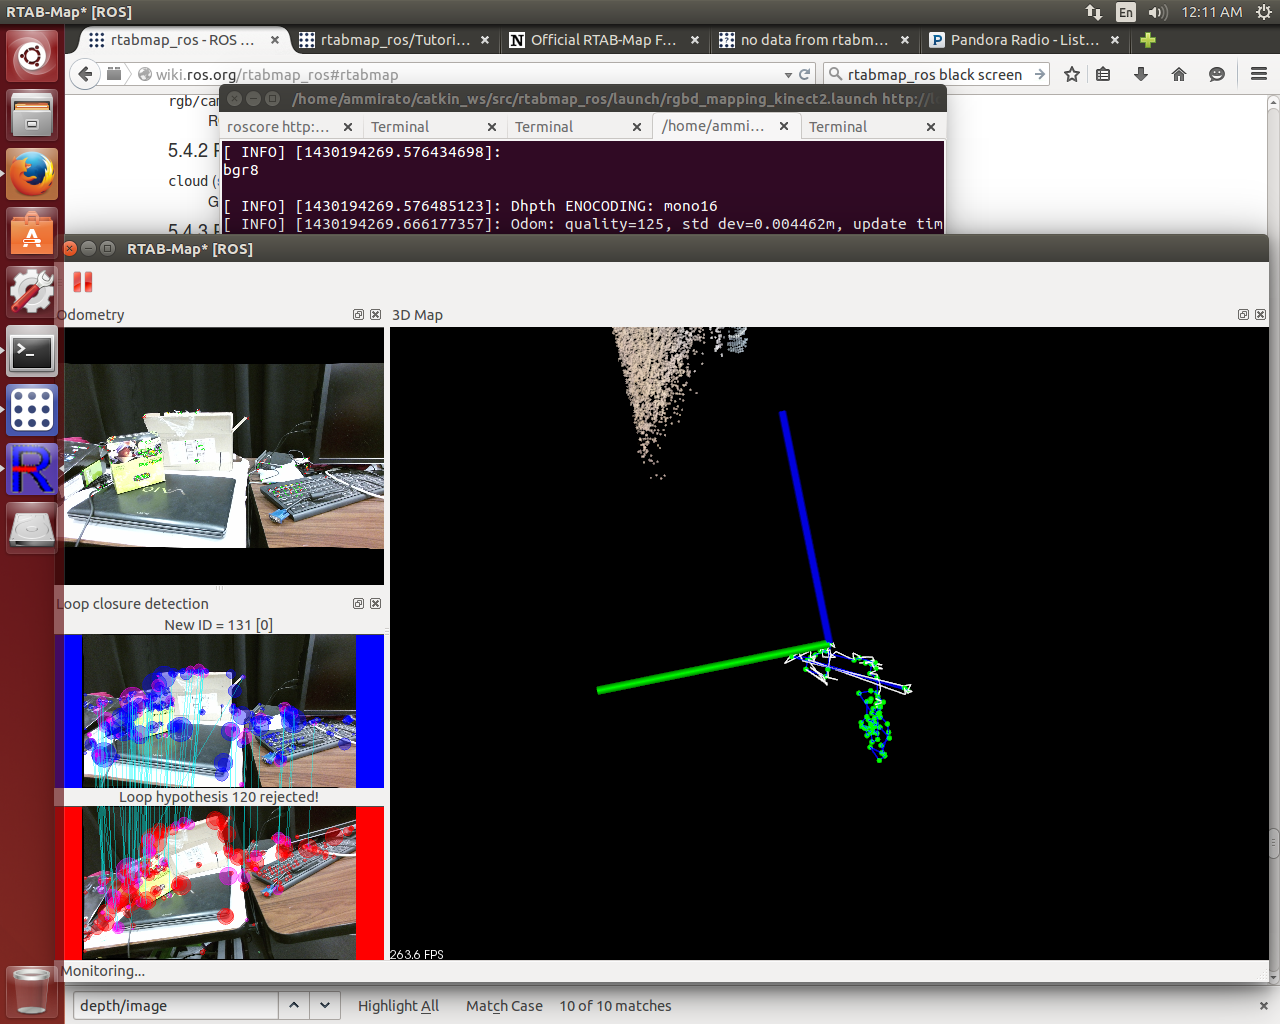 RTAB-Map* [ROS]
En
12:11 AM
rtabmap_ros - ROS ...
rtabmap_ros/Tutori...
Official RTAB-Map F...
no data from rtabm...
Pandora Radio - List...
wiki.ros.org/rtabmap_ros#rtabmap
rtabmap_ros black screen
rgb/cam
/home/ammirato/catkin_ws/src/rtabmap_ros/launch/rgbd_mapping_kinect2.launch http://l
roscore http:...
Terminal
Terminal
/home/ammi...
Terminal
5.4.2 P
cloud (s
5.4.3
[ INFO] [1430194269.576434698]:
bgr8
[ INFO] [1430194269.576485123]: Dhpth ENOCODING: mono16
[ INFO] [1430194269.666177357]: Odom: quality=125, std dev=0.004462m, update tim
RTAB-Map* [ROS]
Odometry
3D Map
VAIO
Loop closure detection
New ID = 131 [0]
Loop hypothesis 120 rejected!
263.6 FPS
Monitoring...
depth/image
Highlight All
Match Case
10 of 10 matches